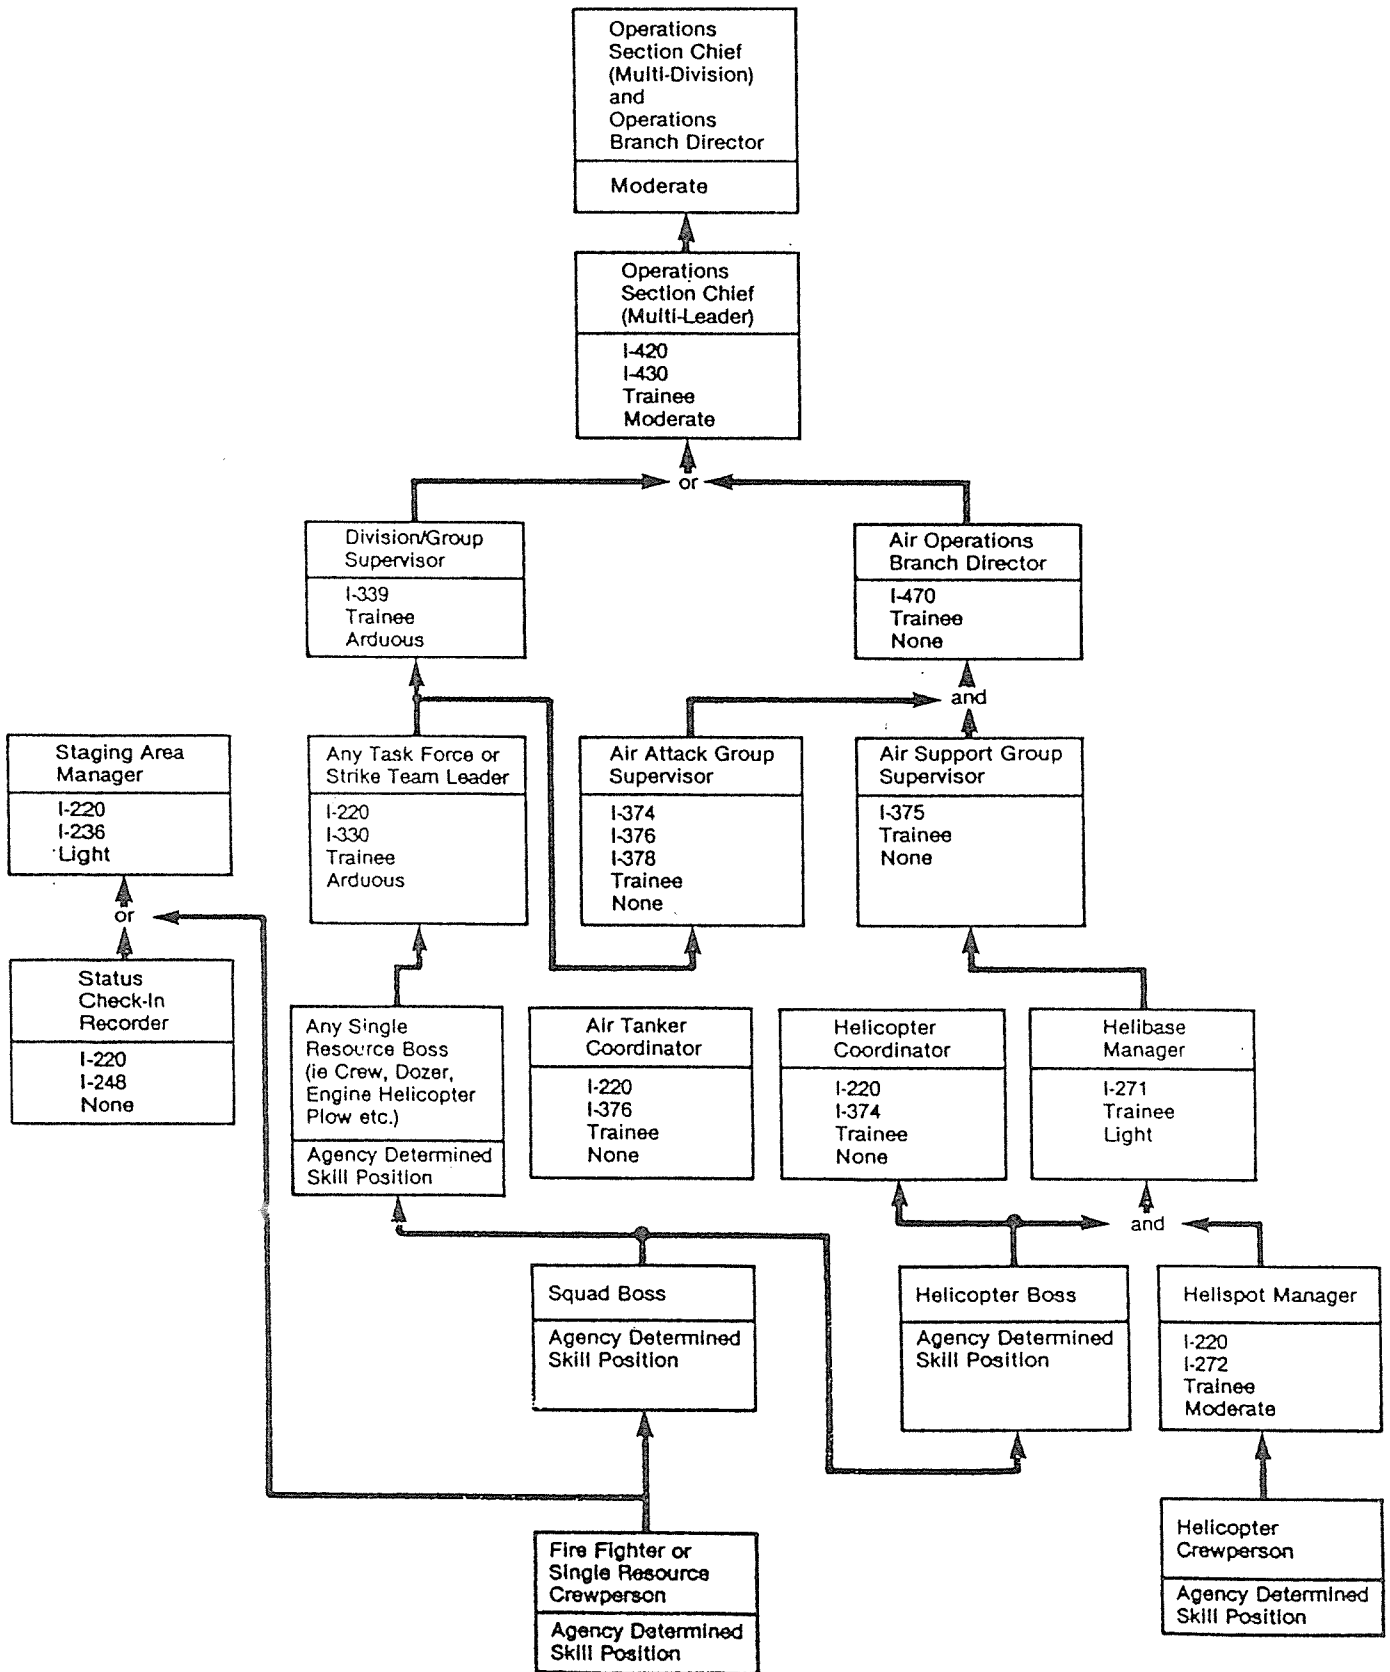 Operations
Section Chief
(Multi-Division)
and
Operations
Branch Director
Moderate
Operations
Section Chief
(Multi-Leader)
I-420
I-430
Trainee
Moderate
or
Division/Group
Supervisor
I-339
Trainee
Arduous
Air Operations
Branch Director
I-470
Trainee
None
and
Staging Area
Manager
I-220
I-236
Light
or
Any Task Force or
Strike Team Leader
I-220
I-330
Trainee
Arduous
Air Attack Group
Supervisor
I-374
I-376
I-378
Trainee
None
Air Support Group
Supervisor
I-375
Trainee
None
Status
Check-In
Recorder
I-220
I-248
None
Any Single
Resource Boss
(ie Crew, Dozer,
Engine Helicopter
Plow etc.)
Agency Determined
Skill Position
Air Tanker
Coordinator
I-220
I-376
Trainee
None
Helicopter
Coordinator
I-220
I-374
Trainee
None
Helibase
Manager
I-271
Trainee
Light
and
Squad Boss
Agency Determined
Skill Position
Helicopter Boss
Agency Determined
Skill Position
Helispot Manager
I-220
I-272
Trainee
Moderate
Fire Fighter or
Single Resource
Crewperson
Agency Determined
Skill Position
Helicopter
Crewperson
Agency Determined
Skill Position